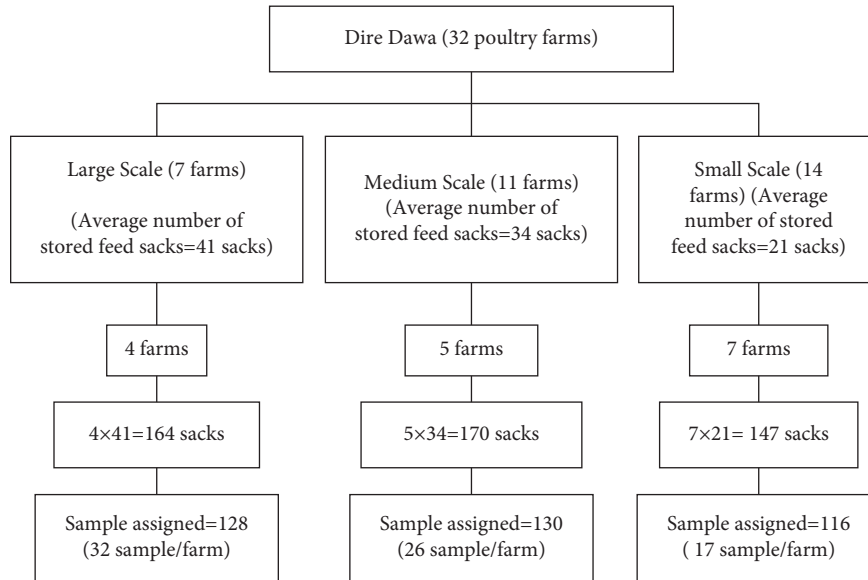 Dire Dawa (32 poultry farms)
Large Scale (7 farms)
(Average number of
stored feed sacks=41 sacks)
Medium Scale (11 farms)
(Average number of
stored feed sacks=34 sacks)
Small Scale (14
farms) (Average
number of stored
feed sacks=21 sacks)
4 farms
5 farms
7 farms
4×41=164 sacks
5×34=170 sacks
7×21= 147 sacks
Sample assigned=128
(32 sample/farm)
Sample assigned=130
(26 sample/farm)
Sample assigned=116
( 17 sample/farm)